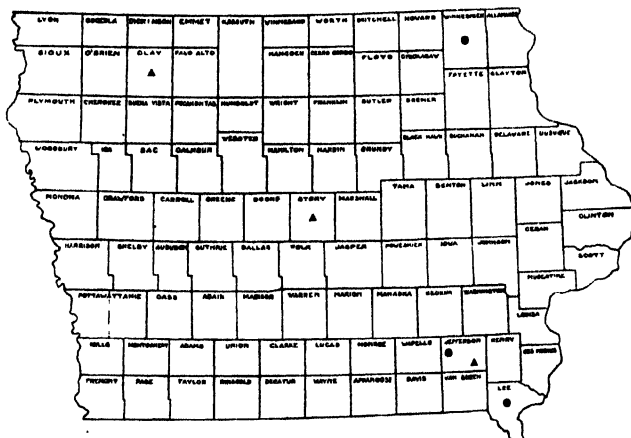 LYON OSCEOLA DICKINSON EMMET KOSSUTH WINNEBAGO WORTH MITCHELL HOWARD WINNESHIEK ALLAMAKEE
SIOUX O'BRIEN CLAY PALO ALTO HANCOCK CERRO GORDO FLOYD CHICKASAW
FAYETTE CLAYTON
PLYMOUTH CHEROKEE BUENA VISTA POCAHONTAS HUMBOLDT WRIGHT FRANKLIN BUTLER BREMER
WEBSTER
WOODBURY IDA SAC CALHOUN HAMILTON HARDIN GRUNDY BLACK HAWK BUCHANAN DELAWARE DUBUQUE
MONONA CRAWFORD CARROLL GREENE BOONE STORY MARSHALL TAMA BENTON LINN JONES JACKSON
CLINTON
CEDAR
HARRISON SHELBY AUDUBON GUTHRIE DALLAS POLK JASPER POWESHIEK IOWA JOHNSON SCOTT
MUSCATINE
POTTAWATTAMIE CASS ADAIR MADISON WARREN MARION MAHASKA KEOKUK WASHINGTON
LOUISA
MILLS MONTGOMERY ADAMS UNION CLARKE LUCAS MONROE WAPELLO JEFFERSON HENRY
DES MOINES
FREMONT PAGE TAYLOR RINGGOLD DECATUR WAYNE APPANOOSE DAVIS VAN BUREN
LEE